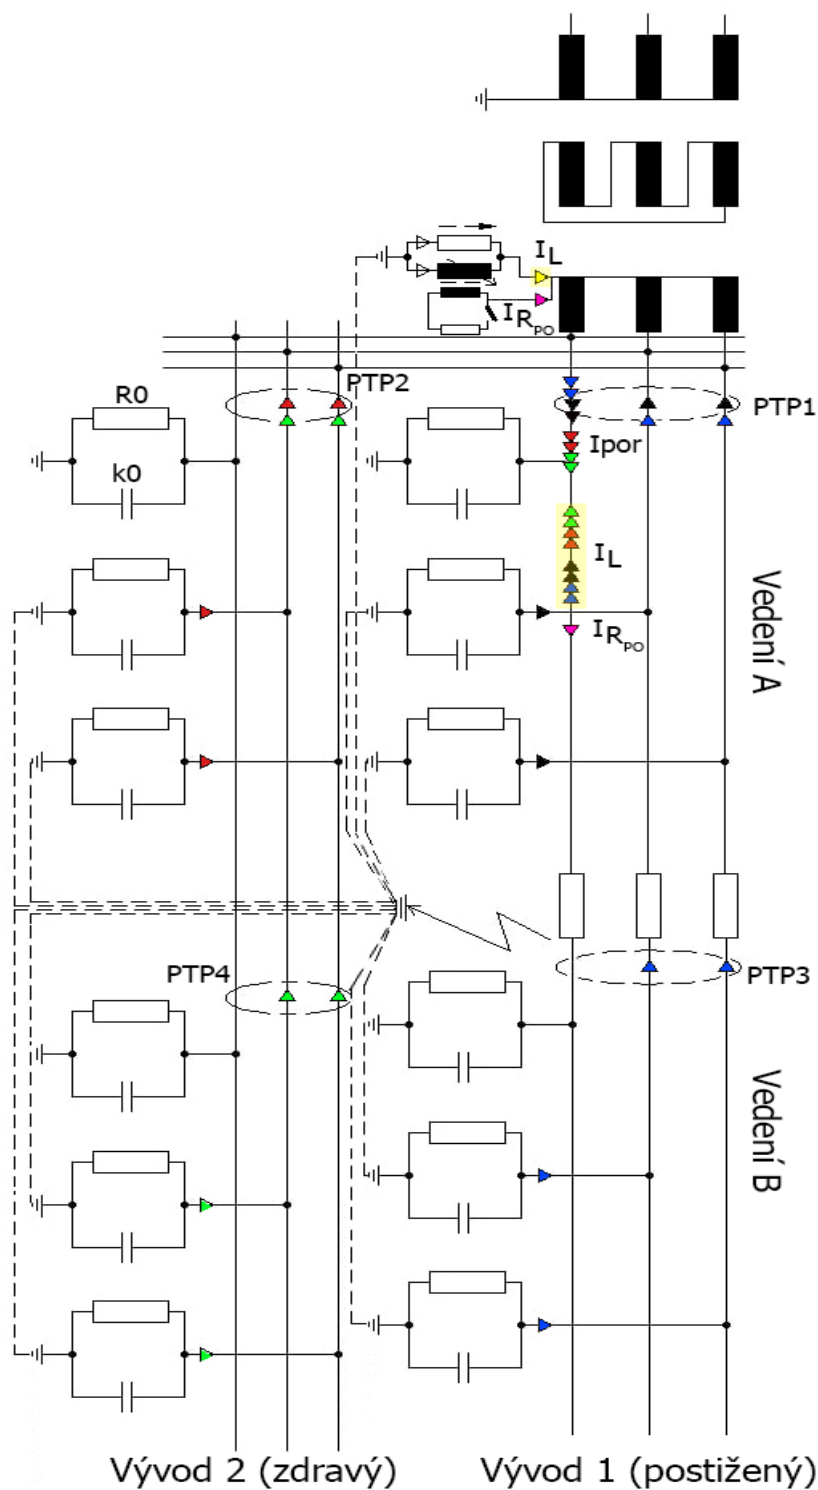 I_L
I_R_PO
PTP2
PTP1
R0
k0
Ipor
I_L
I_R_PO
Vedení A
PTP4
PTP3
Vedení B
Vývod 2 (zdravý)
Vývod 1 (postižený)